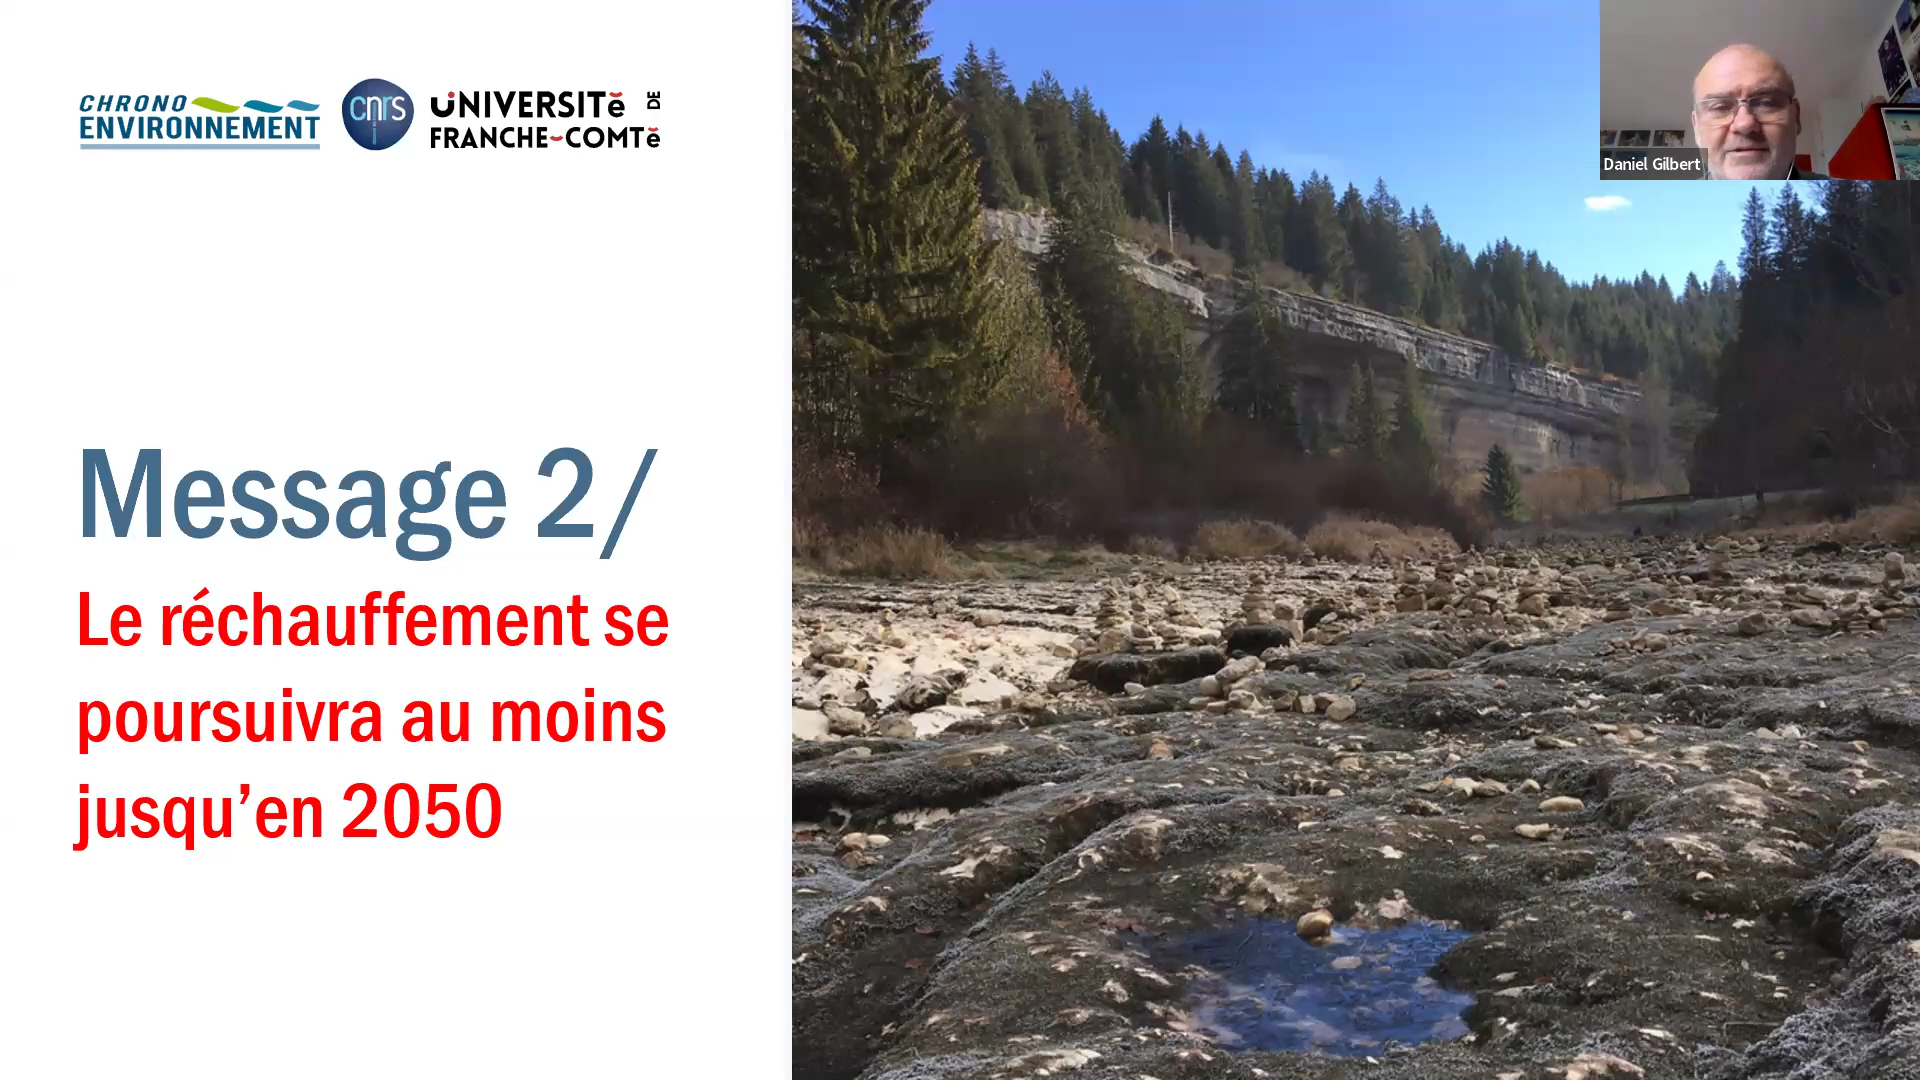 CHRONO
ENVIRONNEMENT
cnrs
UNIVERSITé DE
FRANCHE-COMTé
Daniel Gilbert
Message 2/
Le réchauffement se
poursuivra au moins
jusqu’en 2050